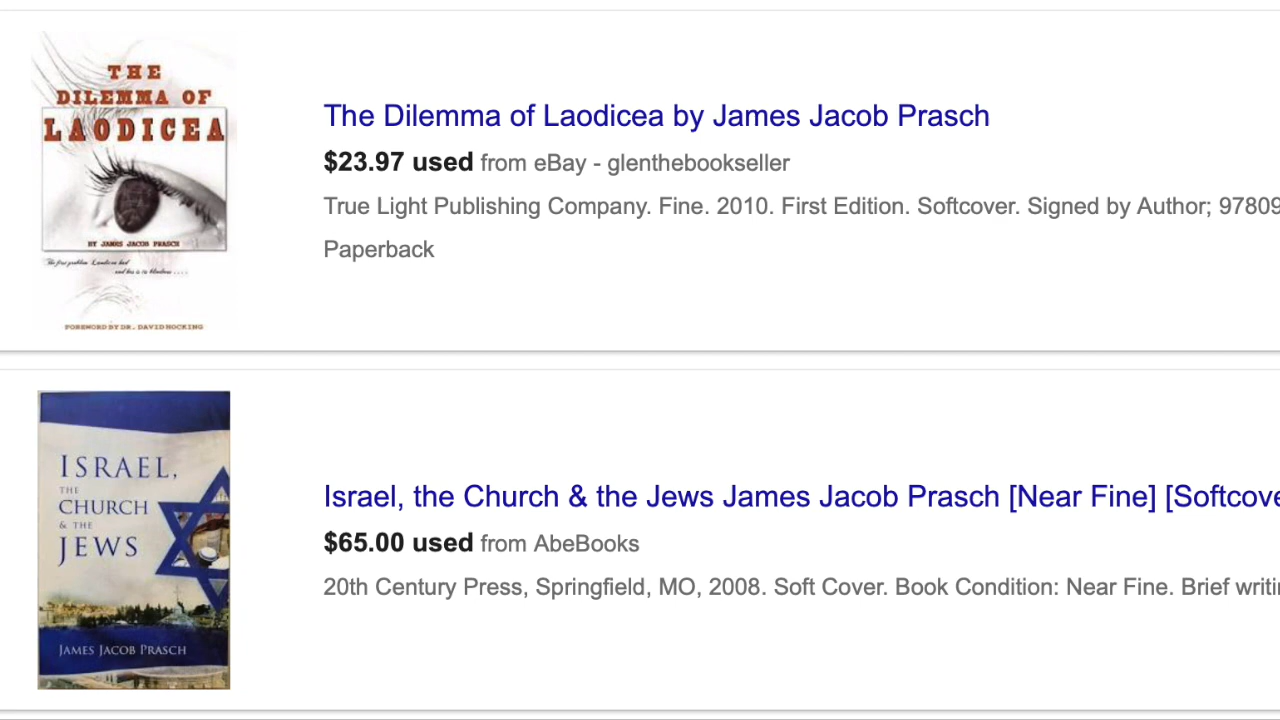 THE
DILEMMA OF
LAODICEA
BY JAMES JACOB PRASCH
FOREWORD BY DR. DAVID HOCKING
The Dilemma of Laodicea by James Jacob Prasch
$23.97 used from eBay - glenthebookseller
True Light Publishing Company. Fine. 2010. First Edition. Softcover. Signed by Author; 97809
Paperback
ISRAEL,
THE
CHURCH
& THE
JEWS
JAMES JACOB PRASCH
Israel, the Church & the Jews James Jacob Prasch [Near Fine] [Softcove
$65.00 used from AbeBooks
20th Century Press, Springfield, MO, 2008. Soft Cover. Book Condition: Near Fine. Brief writi